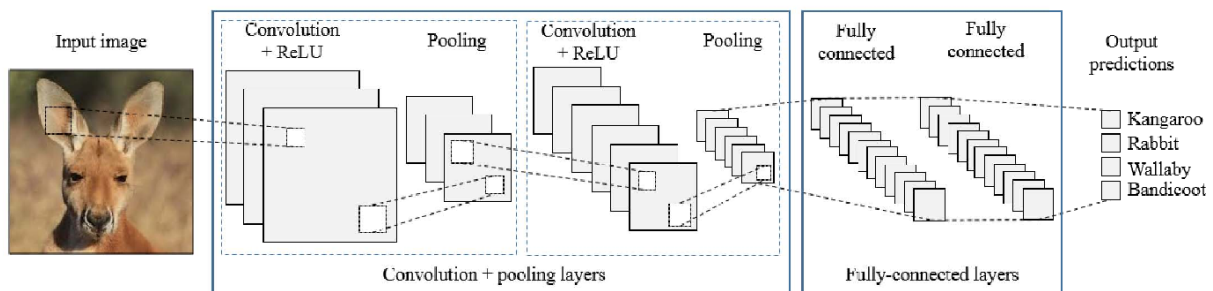 Input image
Convolution
+ ReLU
Pooling
Convolution
+ ReLU
Pooling
Fully
connected
Fully
connected
Output
predictions
Kangaroo
Rabbit
Wallaby
Bandicoot
Convolution + pooling layers
Fully-connected layers